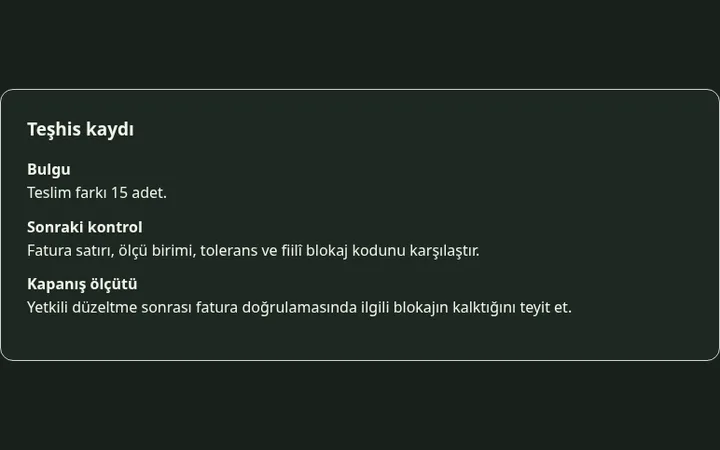 Teşhis kaydı
Bulgu
Teslim farkı 15 adet.
Sonraki kontrol
Fatura satırı, ölçü birimi, tolerans ve fiilî blokaj kodunu karşılaştır.
Kapanış ölçütü
Yetkili düzeltme sonrası fatura doğrulamasında ilgili blokajın kalktığını teyit et.